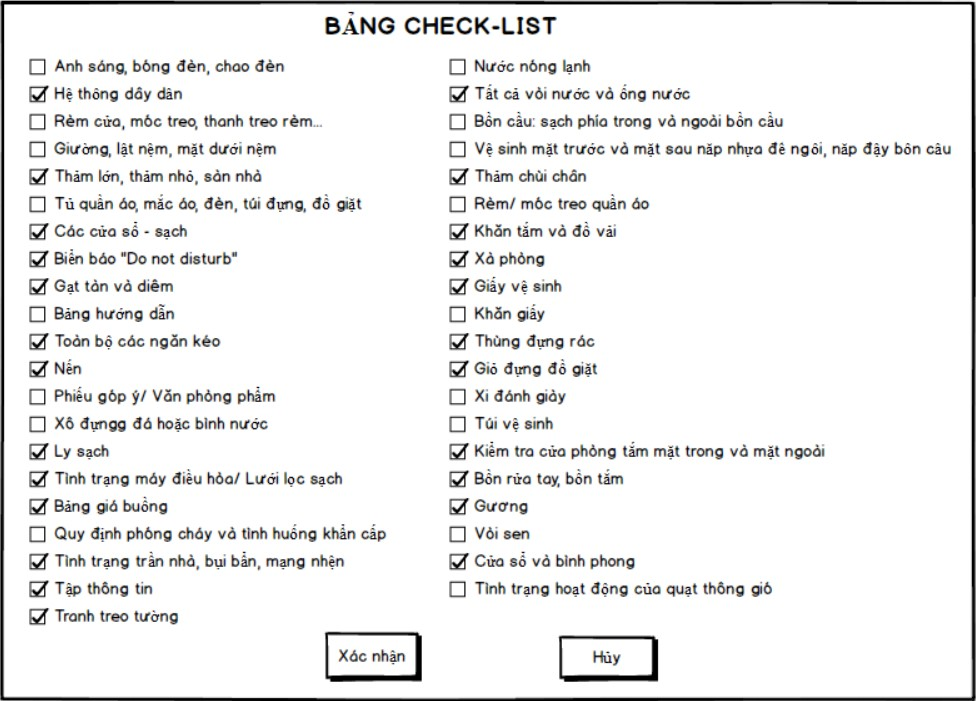 BẢNG CHECK-LIST
Anh sáng, bóng đèn, chao đèn
Hệ thông dây dân
Rèm cửa, môc treo, thanh treo rèm...
Giường, lật nệm, mặt dưới nệm
Thảm lớn, thảm nhỏ, sàn nhà
Tủ quần áo, mắc áo, đèn, túi đựng, đồ giặt
Các cửa sổ - sạch
Biển báo "Do not disturb"
Gạt tàn và diêm
Bảng hướng dẫn
Toàn bộ các ngăn kéo
Nến
Phiếu góp ý/ Văn phòng phẩm
Xô đựngg đá hoặc bình nước
Ly sạch
Tình trạng máy điều hòa/ Lưới lọc sạch
Bảng giá buồng
Quy định phóng cháy và tình huống khẩn cấp
Tình trạng trần nhà, bụi bẩn, mạng nhện
Tập thông tin
Tranh treo tường
Nước nóng lạnh
Tất cả vòi nước và ống nước
Bồn cầu: sạch phía trong và ngoài bồn cầu
Vệ sinh mặt trước và mặt sau năp nhựa đê ngôi, năp đậy bôn câu
Thảm chùi chân
Rèm/ móc treo quần áo
Khăn tắm và đồ vải
Xà phòng
Giấy vệ sinh
Khăn giấy
Thùng đựng rác
Giỏ đựng đồ giặt
Xi đánh giày
Túi vệ sinh
Kiểm tra cửa phòng tắm mặt trong và mặt ngoài
Bồn rửa tay, bồn tắm
Gương
Vòi sen
Cửa sổ và bình phong
Tình trạng hoạt động của quạt thông gió
Xác nhận
Hủy